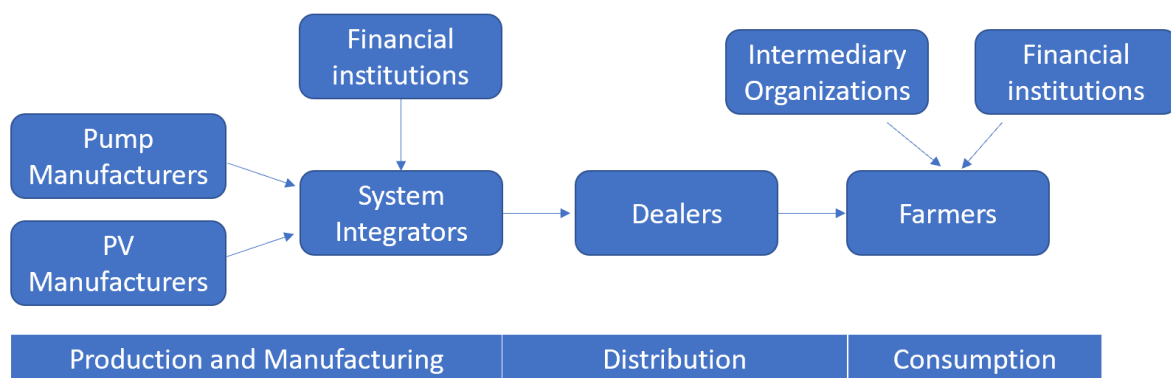 Financial
institutions
Intermediary
Organizations
Financial
institutions
Pump
Manufacturers
System
Integrators
Dealers
Farmers
PV
Manufacturers
Production and Manufacturing
Distribution
Consumption